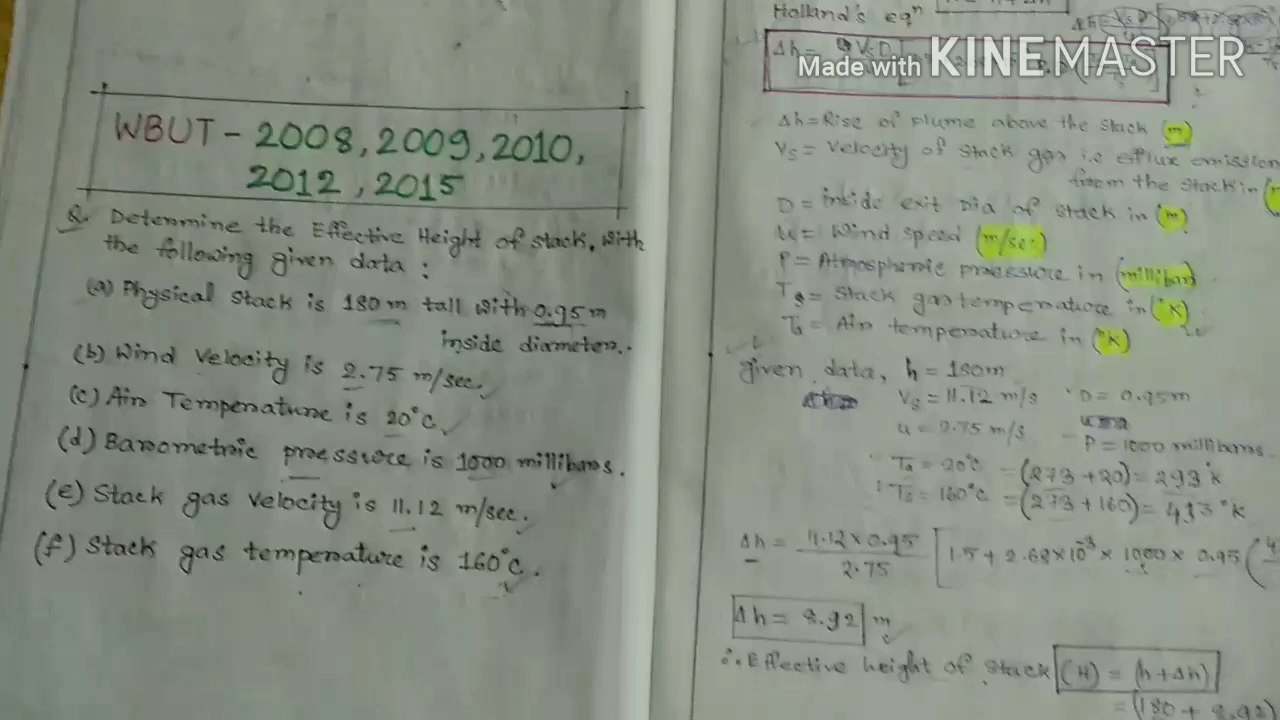 WBUT - 2008, 2009, 2010,
2012, 2015
Q. Determine the Effective Height of stack, with
the following given data :
(a) Physical stack is 180 m tall with 0.95 m
inside diameter.
(b) Wind Velocity is 2.75 m/sec.
(c) Air Temperature is 20°C.
(d) Barometric pressure is 1000 millibars.
(e) Stack gas velocity is 11.12 m/sec.
(f) Stack gas temperature is 160°C.
Holland's eqn
Δh =
Made with KINEMASTER
Δh = Rise of plume above the stack (m)
Vs = Velocity of stack gas i.e efflux emission
from the stack in
D = inside exit Dia of stack in (m)
u = Wind speed (m/sec)
P = Atmospheric pressure in (millibar)
Ts = Stack gas temperature in (°K)
Ta = Air temperature in (°K)
given data, h = 180m
Vs = 11.12 m/s D = 0.95m
u = 2.75 m/s
P = 1000 millibars.
Ta = 20°C = (273 + 20) = 293°K
Ts = 160°C = (273 + 160) = 433°K
Δh = 11.12 x 0.95 / 2.75 [1.5 + 2.68 x 10⁻³ x 1000 x 0.95 (
Δh = 8.92 m
∴ Effective height of stack (H) = (h + Δh)
= (180 + 8.92)